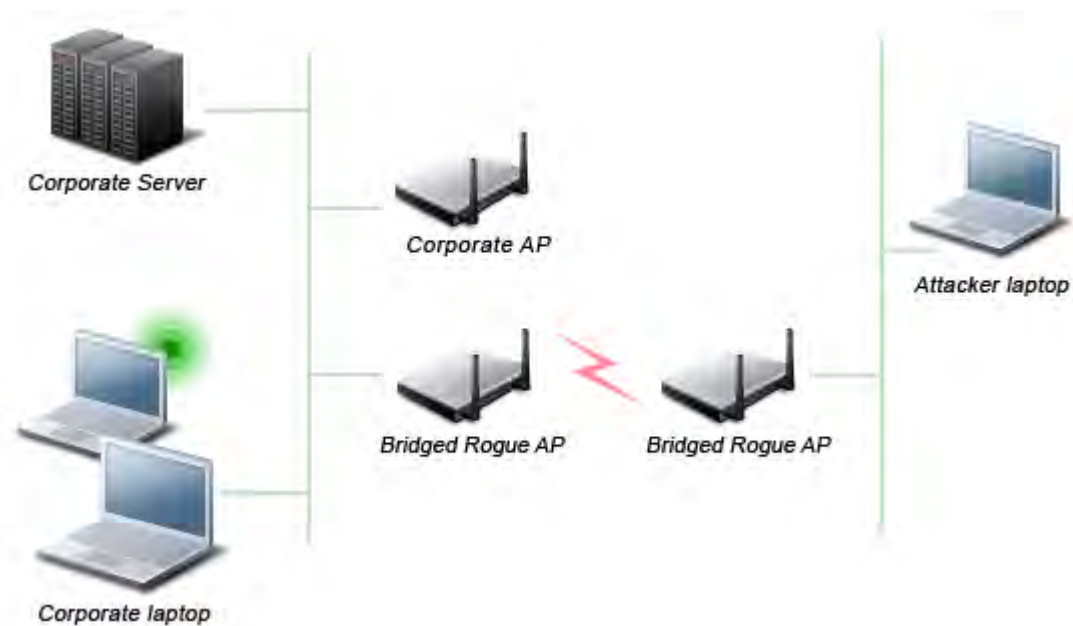 Corporate Server
Corporate AP
Attacker laptop
Bridged Rogue AP
Bridged Rogue AP
Corporate laptop